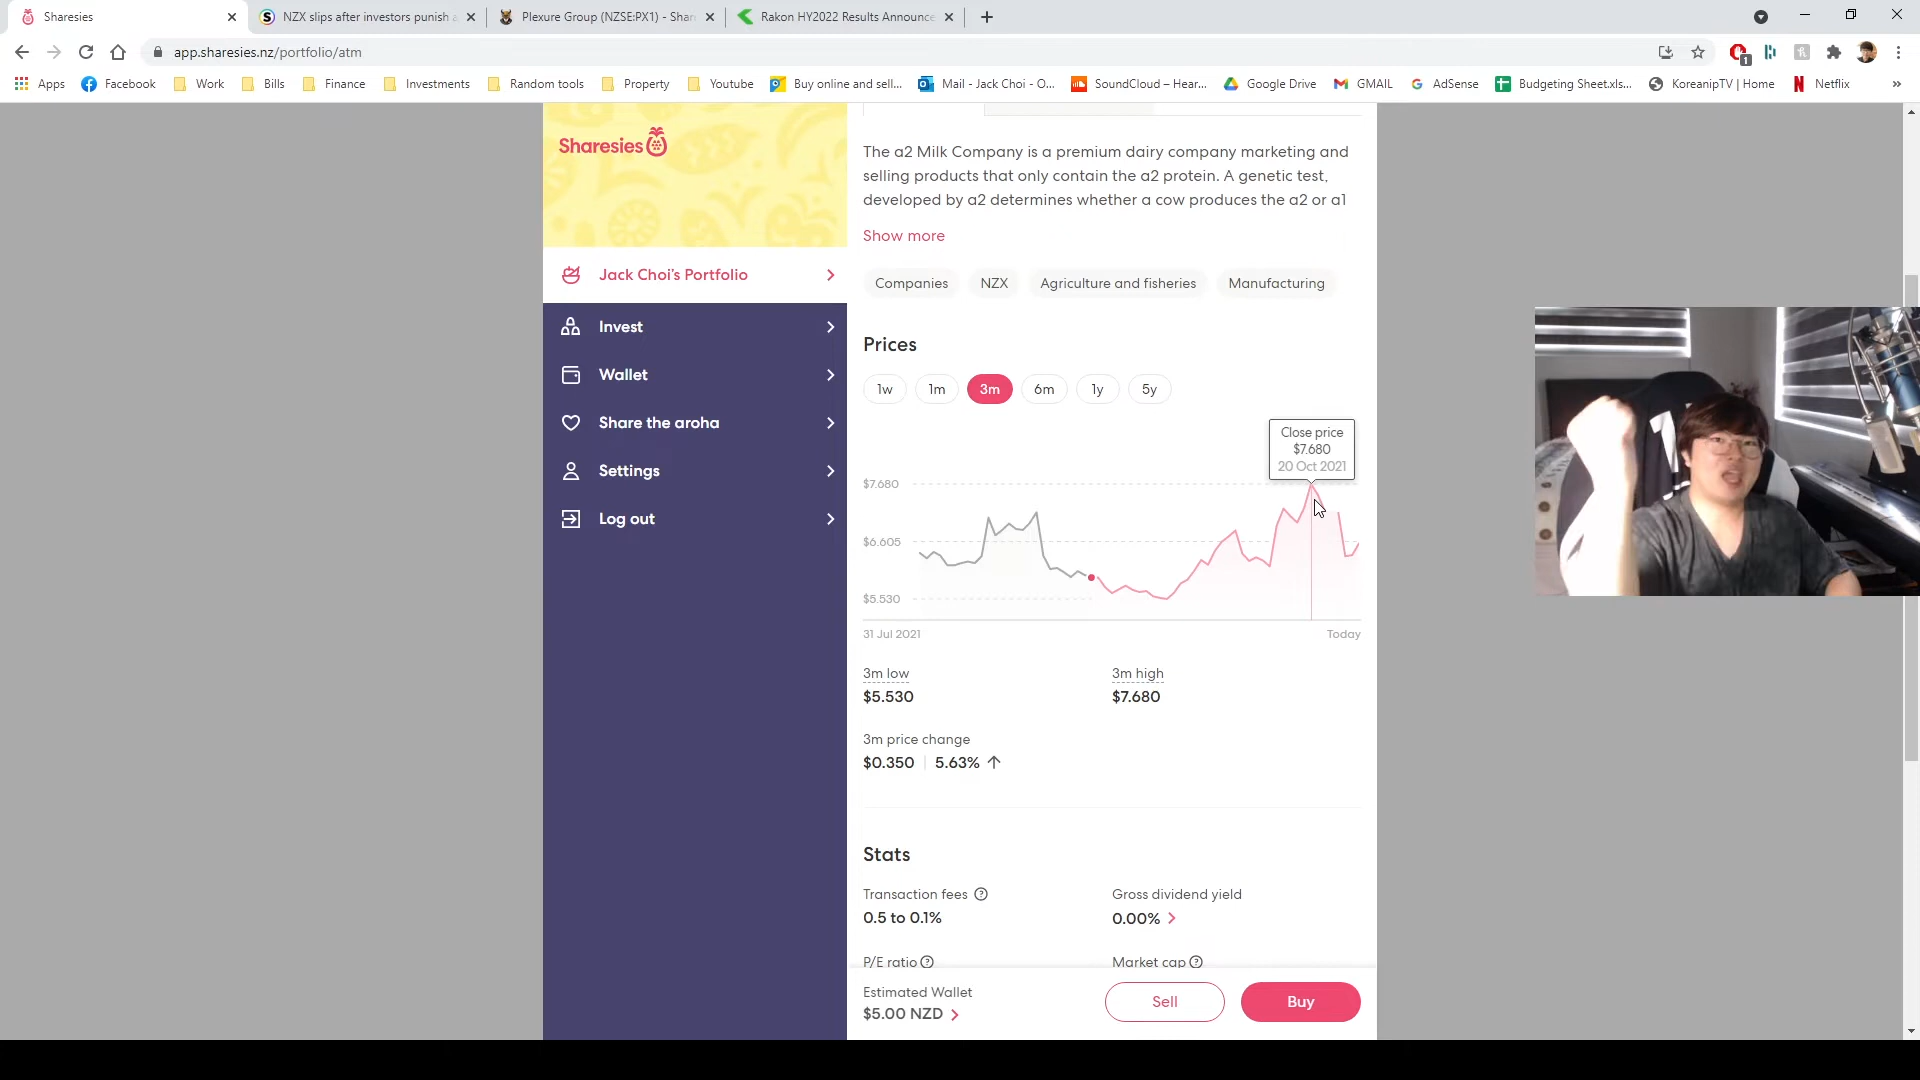 Sharesies
NZX slips after investors punish a
Plexure Group (NZSE:PX1) - Shar
Rakon HY2022 Results Announce
app.sharesies.nz/portfolio/atm
1
Apps
Facebook
Work
Bills
Finance
Investments
Random tools
Property
Youtube
Buy online and sell...
Mail - Jack Choi - O...
SoundCloud – Hear...
Google Drive
GMAIL
AdSense
Budgeting Sheet.xls...
KoreanipTV | Home
Netflix
»
Sharesies
Jack Choi's Portfolio
Invest
Wallet
Share the aroha
Settings
Log out
The a2 Milk Company is a premium dairy company marketing and
selling products that only contain the a2 protein. A genetic test,
developed by a2 determines whether a cow produces the a2 or a1
Show more
Companies
NZX
Agriculture and fisheries
Manufacturing
Prices
1w
1m
3m
6m
1y
5y
Close price
$7.680
20 Oct 2021
$7.680
$6.605
$5.530
31 Jul 2021
Today
3m low
$5.530
3m high
$7.680
3m price change
$0.350 | 5.63% ↑
Stats
Transaction fees ?
0.5 to 0.1%
Gross dividend yield
0.00%
P/E ratio ?
Market cap ?
Estimated Wallet
$5.00 NZD
Sell
Buy